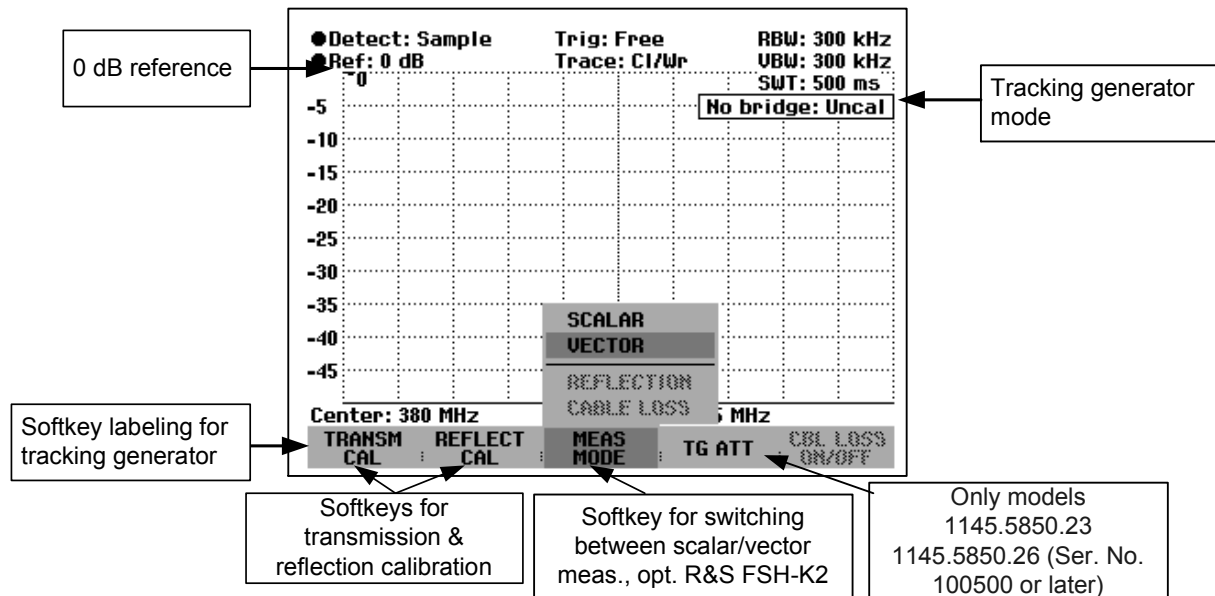 ●Detect: Sample Trig: Free RBW: 300 kHz
●Ref: 0 dB Trace: Cl/Wr VBW: 300 kHz
SWT: 500 ms
No bridge: Uncal
0 dB reference
Tracking generator
mode
0
-5
-10
-15
-20
-25
-30
-35
-40
-45
SCALAR
VECTOR
REFLECTION
CABLE LOSS
Center: 380 MHz MHz
TRANSM
CAL
REFLECT
CAL
MEAS
MODE
TG ATT
CBL LOSS
ON/OFF
Softkey labeling for
tracking generator
Softkeys for
transmission &
reflection calibration
Softkey for switching
between scalar/vector
meas., opt. R&S FSH-K2
Only models
1145.5850.23
1145.5850.26 (Ser. No.
100500 or later)